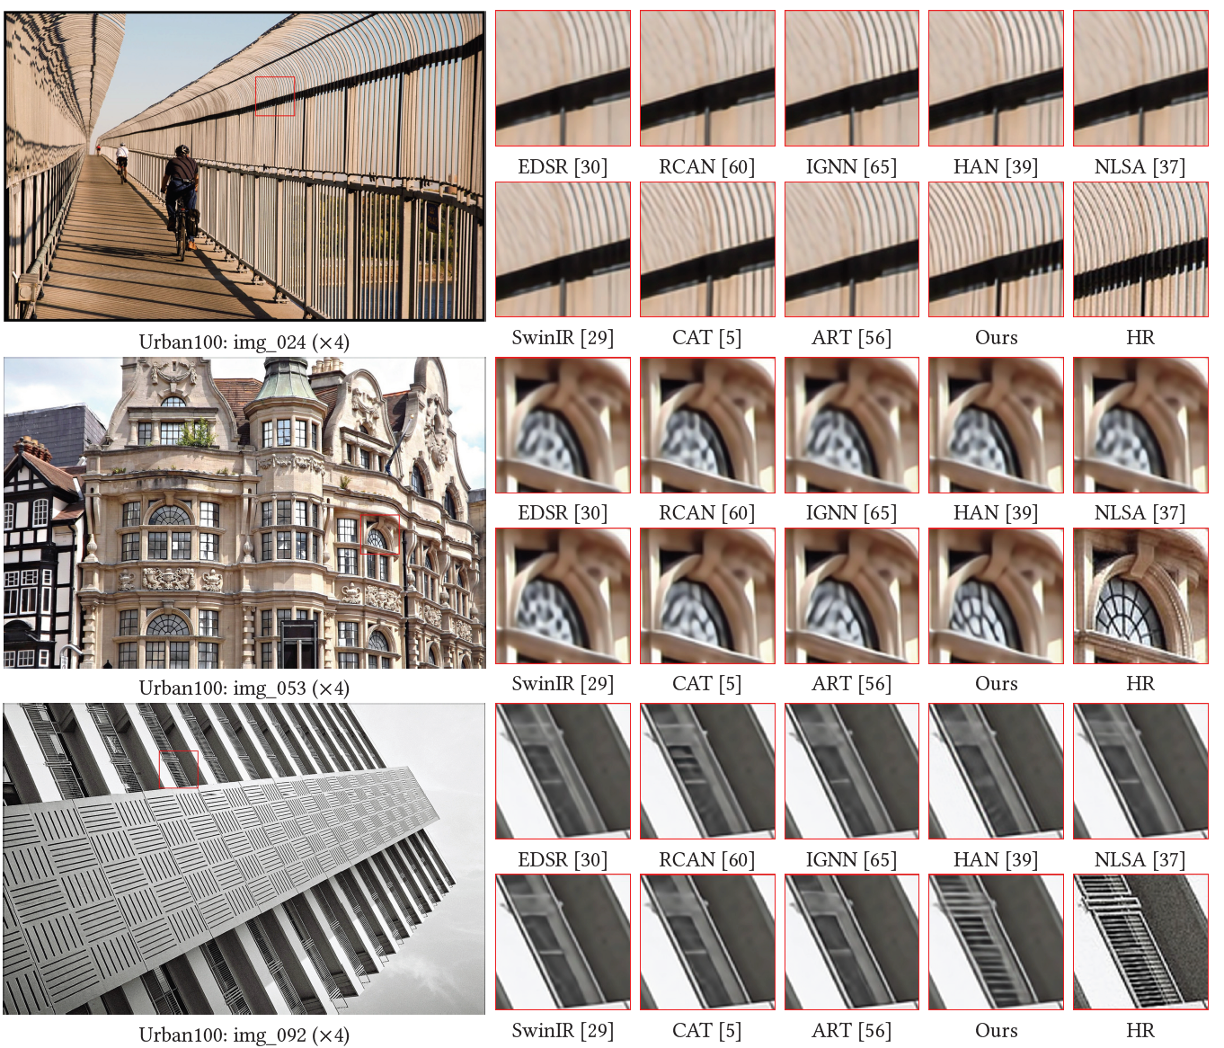 EDSR [30] RCAN [60] IGNN [65] HAN [39] NLSA [37]
SwinIR [29] CAT [5] ART [56] Ours HR
Urban100: img_024 (×4)
EDSR [30] RCAN [60] IGNN [65] HAN [39] NLSA [37]
SwinIR [29] CAT [5] ART [56] Ours HR
Urban100: img_053 (×4)
EDSR [30] RCAN [60] IGNN [65] HAN [39] NLSA [37]
SwinIR [29] CAT [5] ART [56] Ours HR
Urban100: img_092 (×4)